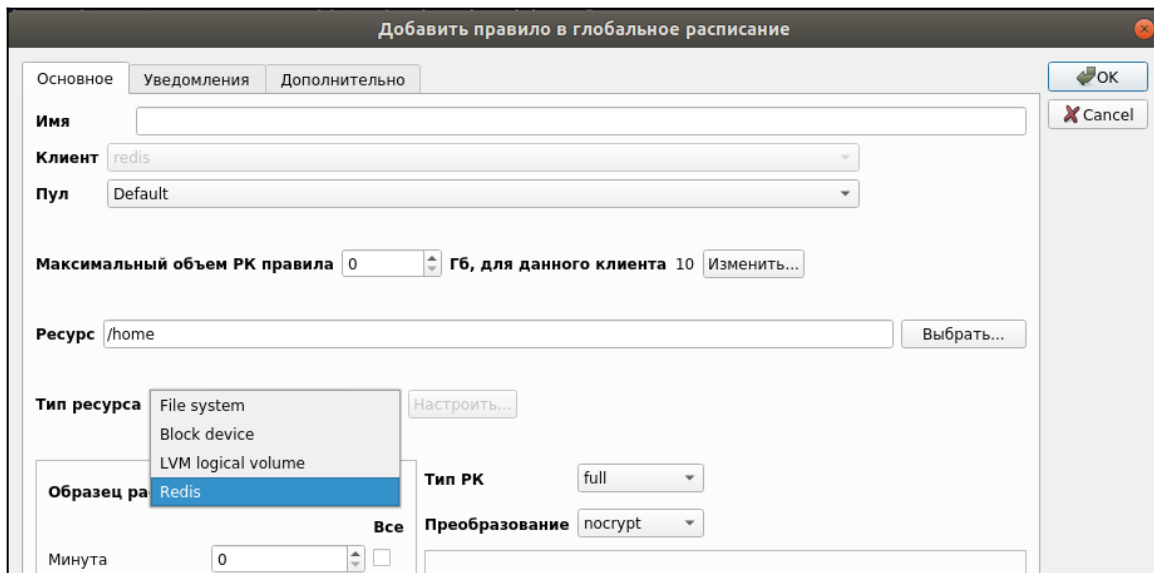 Добавить правило в глобальное расписание
Основное Уведомления Дополнительно
OK
Cancel
Имя
Клиент redis
Пул Default
Максимальный объем РК правила 0 Гб, для данного клиента 10 Изменить...
Ресурс /home Выбрать...
Тип ресурса File system Настроить...
Block device
LVM logical volume
Redis
Образец ра
Все
Минута 0
Тип РК full
Преобразование nocrypt